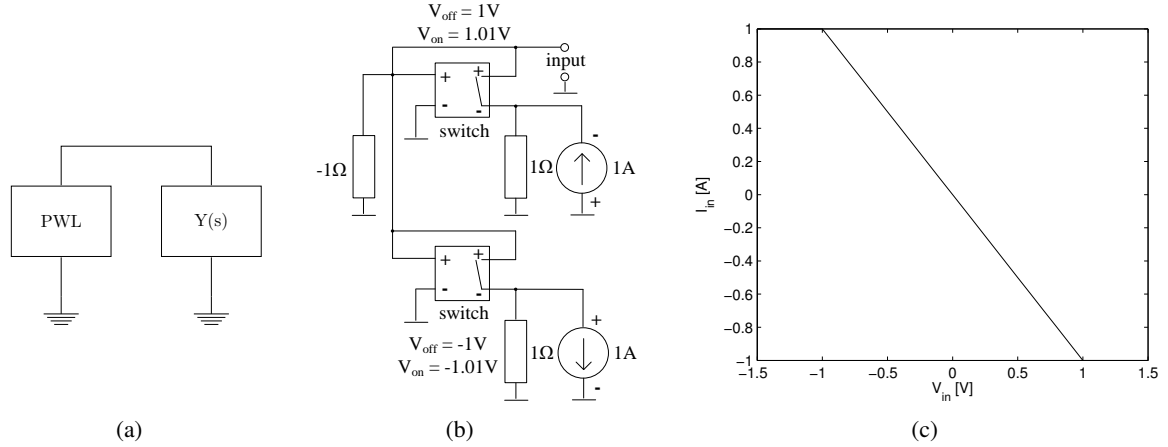 PWL
Y(s)
(a)
V_off = 1V
V_on = 1.01V
input
+
+
-
-
switch
-1Ω
1Ω
-
+
1A
+
+
-
-
switch
V_off = -1V
V_on = -1.01V
1Ω
+
-
1A
(b)
1
0.8
0.6
0.4
0.2
0
−0.2
−0.4
−0.6
−0.8
−1
I_in [A]
−1.5
−1
−0.5
0
0.5
1
1.5
V_in [V]
(c)